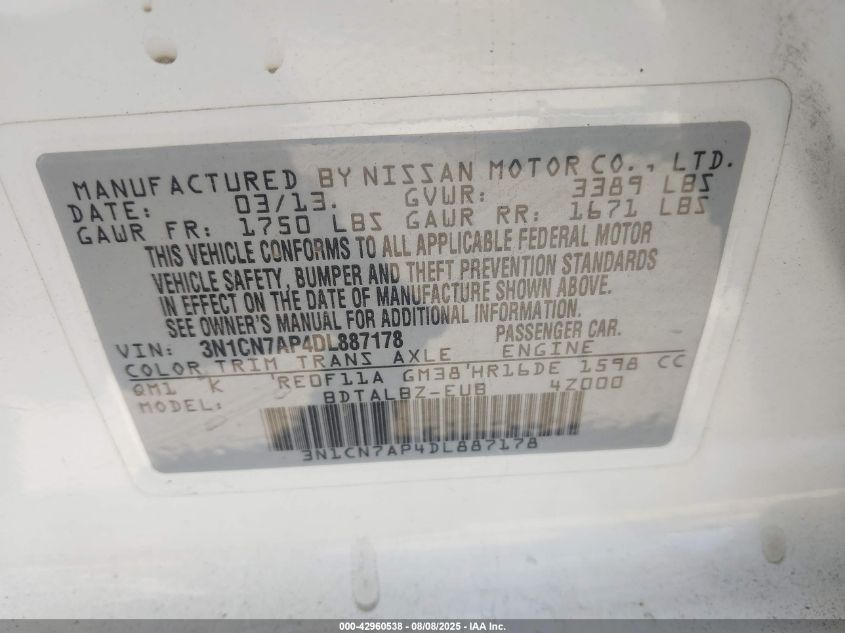 MANUFACTURED BY NISSAN MOTOR CO., LTD.
DATE: 03/13. GVWR: 3389 LBS
GAWR FR: 1750 LBS GAWR RR: 1671 LBS
THIS VEHICLE CONFORMS TO ALL APPLICABLE FEDERAL MOTOR
VEHICLE SAFETY, BUMPER AND THEFT PREVENTION STANDARDS
IN EFFECT ON THE DATE OF MANUFACTURE SHOWN ABOVE.
SEE OWNER'S MANUAL FOR ADDITIONAL INFORMATION.
VIN: 3N1CN7AP4DL887178 PASSENGER CAR.
COLOR TRIM TRANS AXLE ENGINE
QM1 K RE0F11A GM38 HR16DE 1598 CC
MODEL: BDTALBZ-EUB 4Z000
3N1CN7AP4DL887178
000-42960538 - 08/08/2025 - IAA Inc.